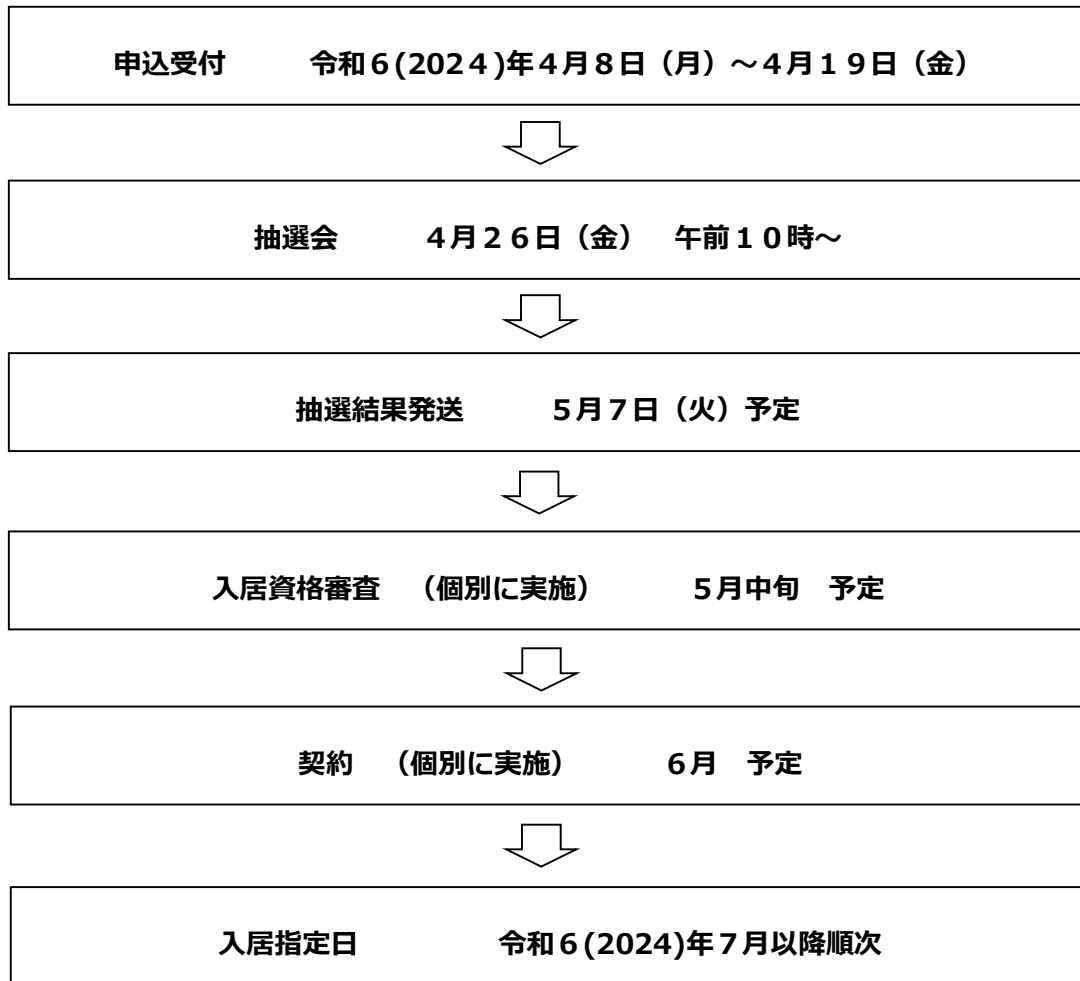 申込受付　　　令和６(202４)年４月８日（月）～４月１９日（金）
抽選会　　　４月２６日（金）　午前１０時～
抽選結果発送　　　５月７日（火）予定
入居資格審査　（個別に実施）　　　５月中旬　予定
契約　（個別に実施）　　　６月　予定
入居指定日　　　　　令和６(2024)年７月以降順次